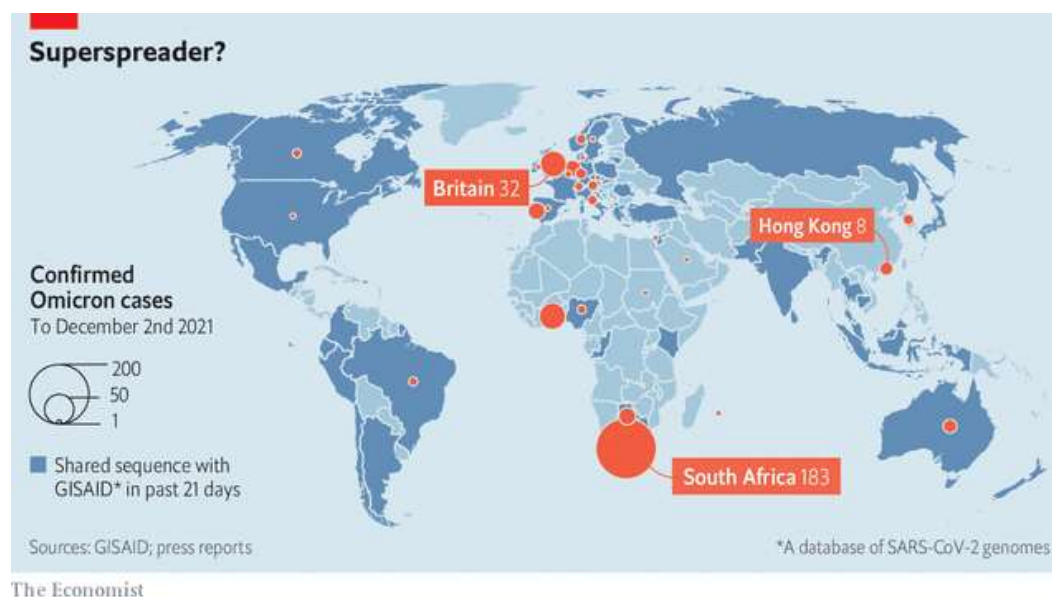 Superspreader?
Britain 32
Hong Kong 8
Confirmed
Omicron cases
To December 2nd 2021
200
50
1
Shared sequence with
GISAID* in past 21 days
South Africa 183
Sources: GISAID; press reports
*A database of SARS-CoV-2 genomes
The Economist